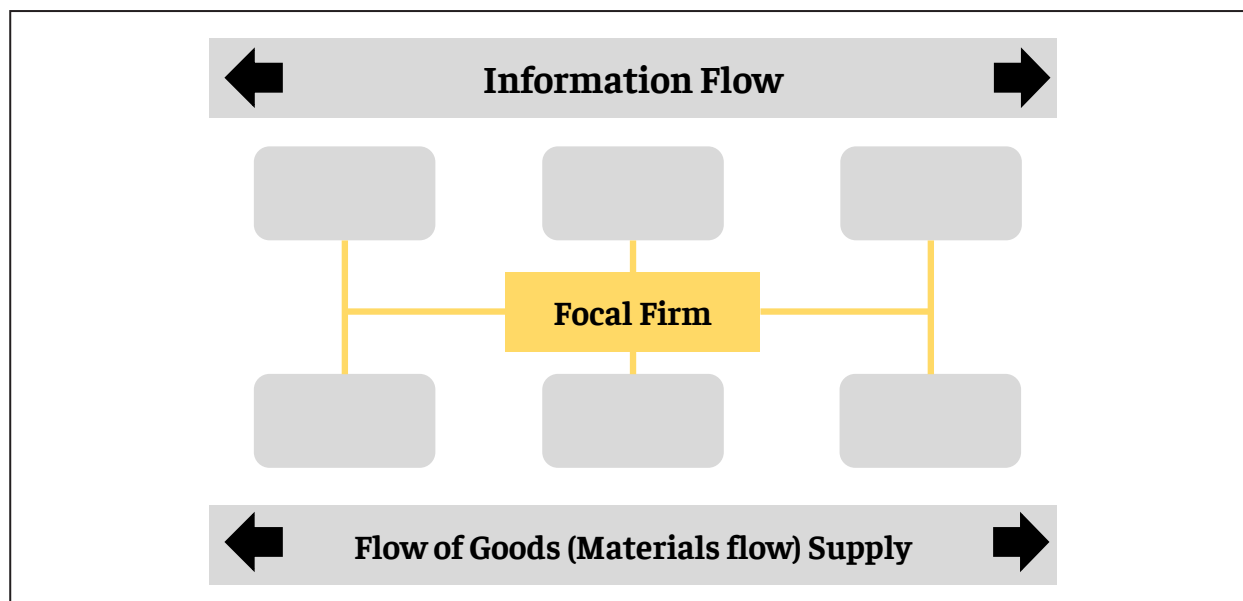 Information Flow
Focal Firm
Flow of Goods (Materials flow) Supply